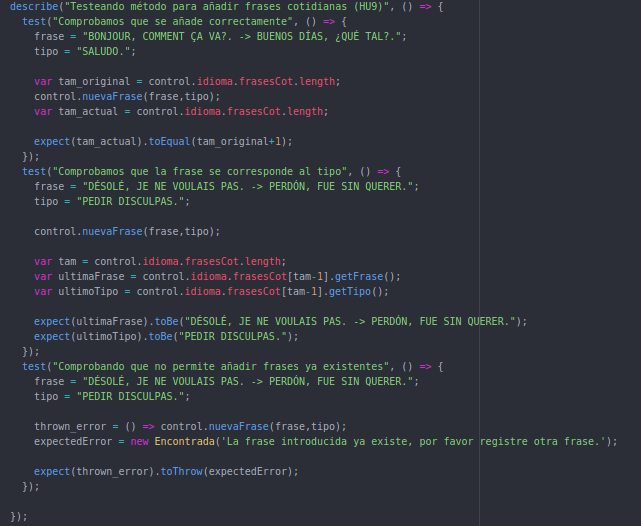 describe("Testeando método para añadir frases cotidianas (HU9)", () => {
  test("Comprobamos que se añade correctamente", () => {
    frase = "BONJOUR, COMMENT ÇA VA?. -> BUENOS DÍAS, ¿QUÉ TAL?.";
    tipo = "SALUDO.";

    var tam_original = control.idioma.frasesCot.length;
    control.nuevaFrase(frase,tipo);
    var tam_actual = control.idioma.frasesCot.length;

    expect(tam_actual).toEqual(tam_original+1);
  });
  test("Comprobamos que la frase se corresponde al tipo", () => {
    frase = "DÉSOLÉ, JE NE VOULAIS PAS. -> PERDÓN, FUE SIN QUERER.";
    tipo = "PEDIR DISCULPAS.";

    control.nuevaFrase(frase,tipo);

    var tam = control.idioma.frasesCot.length;
    var ultimaFrase = control.idioma.frasesCot[tam-1].getFrase();
    var ultimoTipo = control.idioma.frasesCot[tam-1].getTipo();

    expect(ultimaFrase).toBe("DÉSOLÉ, JE NE VOULAIS PAS. -> PERDÓN, FUE SIN QUERER.");
    expect(ultimoTipo).toBe("PEDIR DISCULPAS.");
  });
  test("Comprobando que no permite añadir frases ya existentes", () => {
    frase = "DÉSOLÉ, JE NE VOULAIS PAS. -> PERDÓN, FUE SIN QUERER.";
    tipo = "PEDIR DISCULPAS.";

    thrown_error = () => control.nuevaFrase(frase,tipo);
    expectedError = new Encontrada('La frase introducida ya existe, por favor registre otra frase.');

    expect(thrown_error).toThrow(expectedError);
  });

});